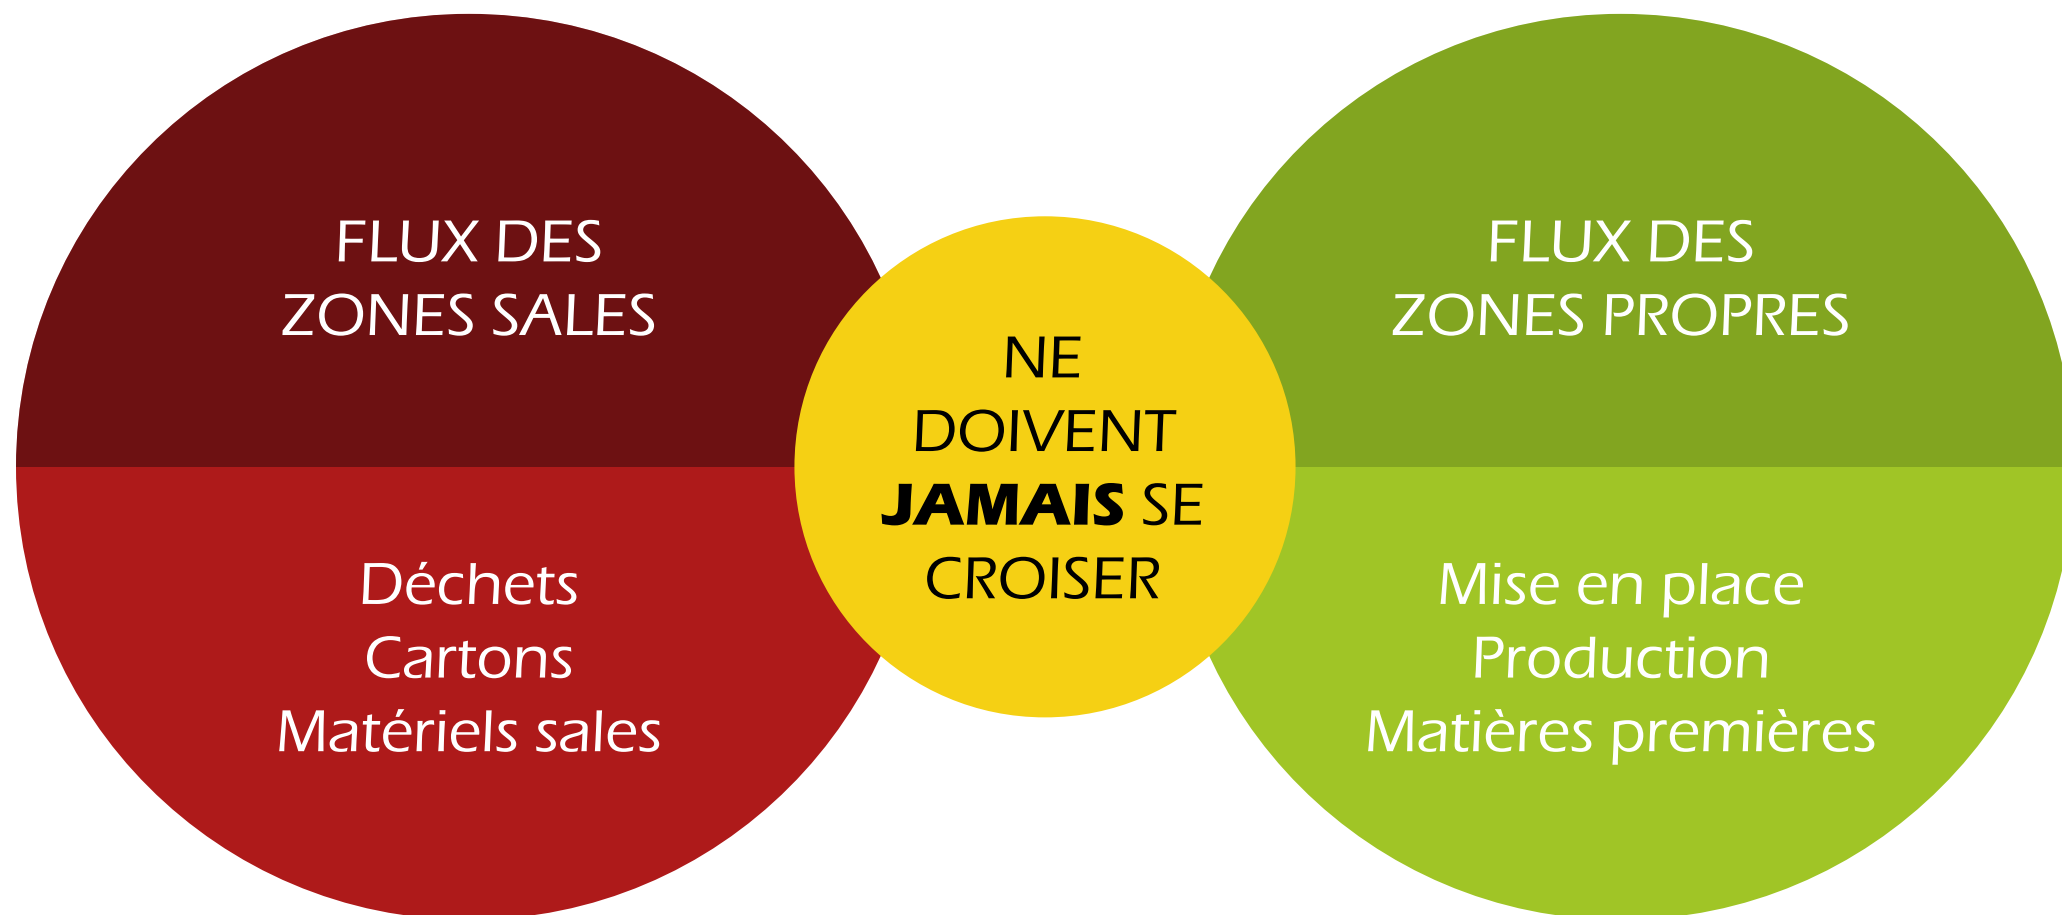 FLUX DES
ZONES SALES
Déchets
Cartons
Matériels sales
NE
DOIVENT
JAMAIS SE
CROISER
FLUX DES
ZONES PROPRES
Mise en place
Production
Matières premières